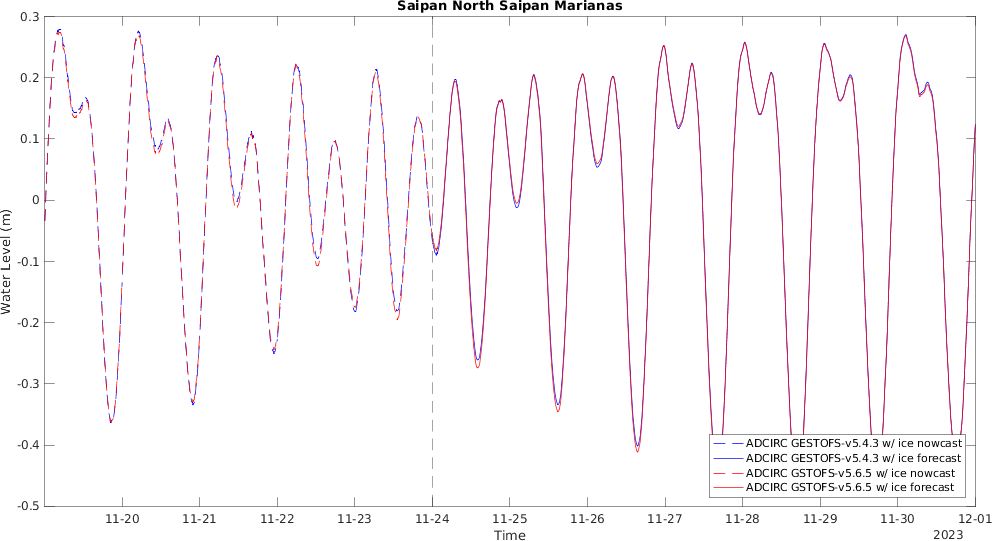 Saipan North Saipan Marianas
0.3
0.2
0.1
0
-0.1
-0.2
-0.3
-0.4
-0.5
Water Level (m)
ADCIRC GESTOFS-v5.4.3 w/ ice nowcast
ADCIRC GESTOFS-v5.4.3 w/ ice forecast
ADCIRC GSTOFS-v5.6.5 w/ ice nowcast
ADCIRC GSTOFS-v5.6.5 w/ ice forecast
11-20 11-21 11-22 11-23 11-24 11-25 11-26 11-27 11-28 11-29 11-30 12-01
Time
2023